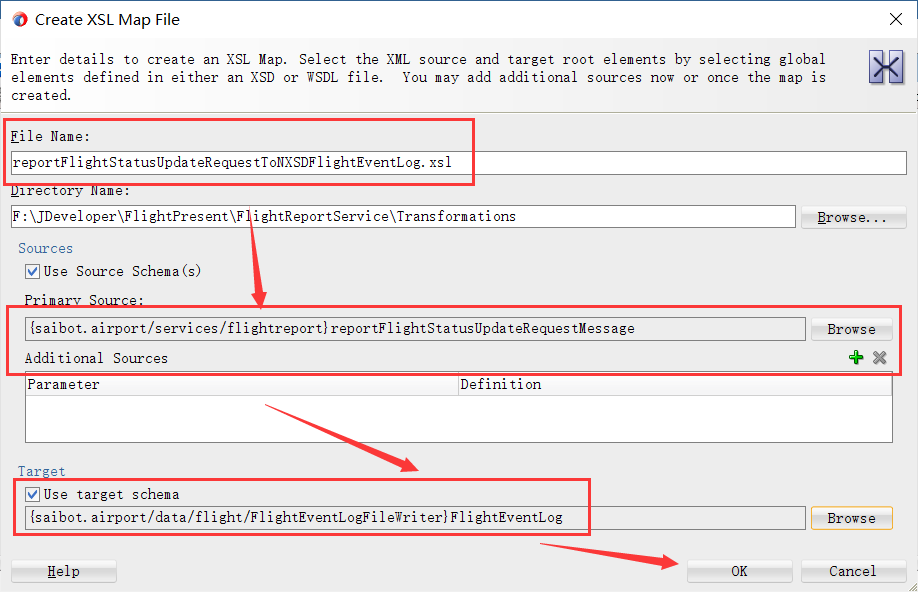 Create XSL Map File
Enter details to create an XSL Map. Select the XML source and target root elements by selecting global
elements defined in either an XSD or WSDL file. You may add additional sources now or once the map is
created.
File Name:
reportFlightStatusUpdateRequestToNXSDFlightEventLog.xsl
Directory Name:
F:\JDeveloper\FlightPresent\FlightReportService\Transformations
Browse...
Sources
Use Source Schema(s)
Primary Source:
{saibot.airport/services/flightreport}reportFlightStatusUpdateRequestMessage
Browse
Additional Sources
Parameter
Definition
Target
Use target schema
{saibot.airport/data/flight/FlightEventLogFileWriter}FlightEventLog
Browse
Help
OK
Cancel